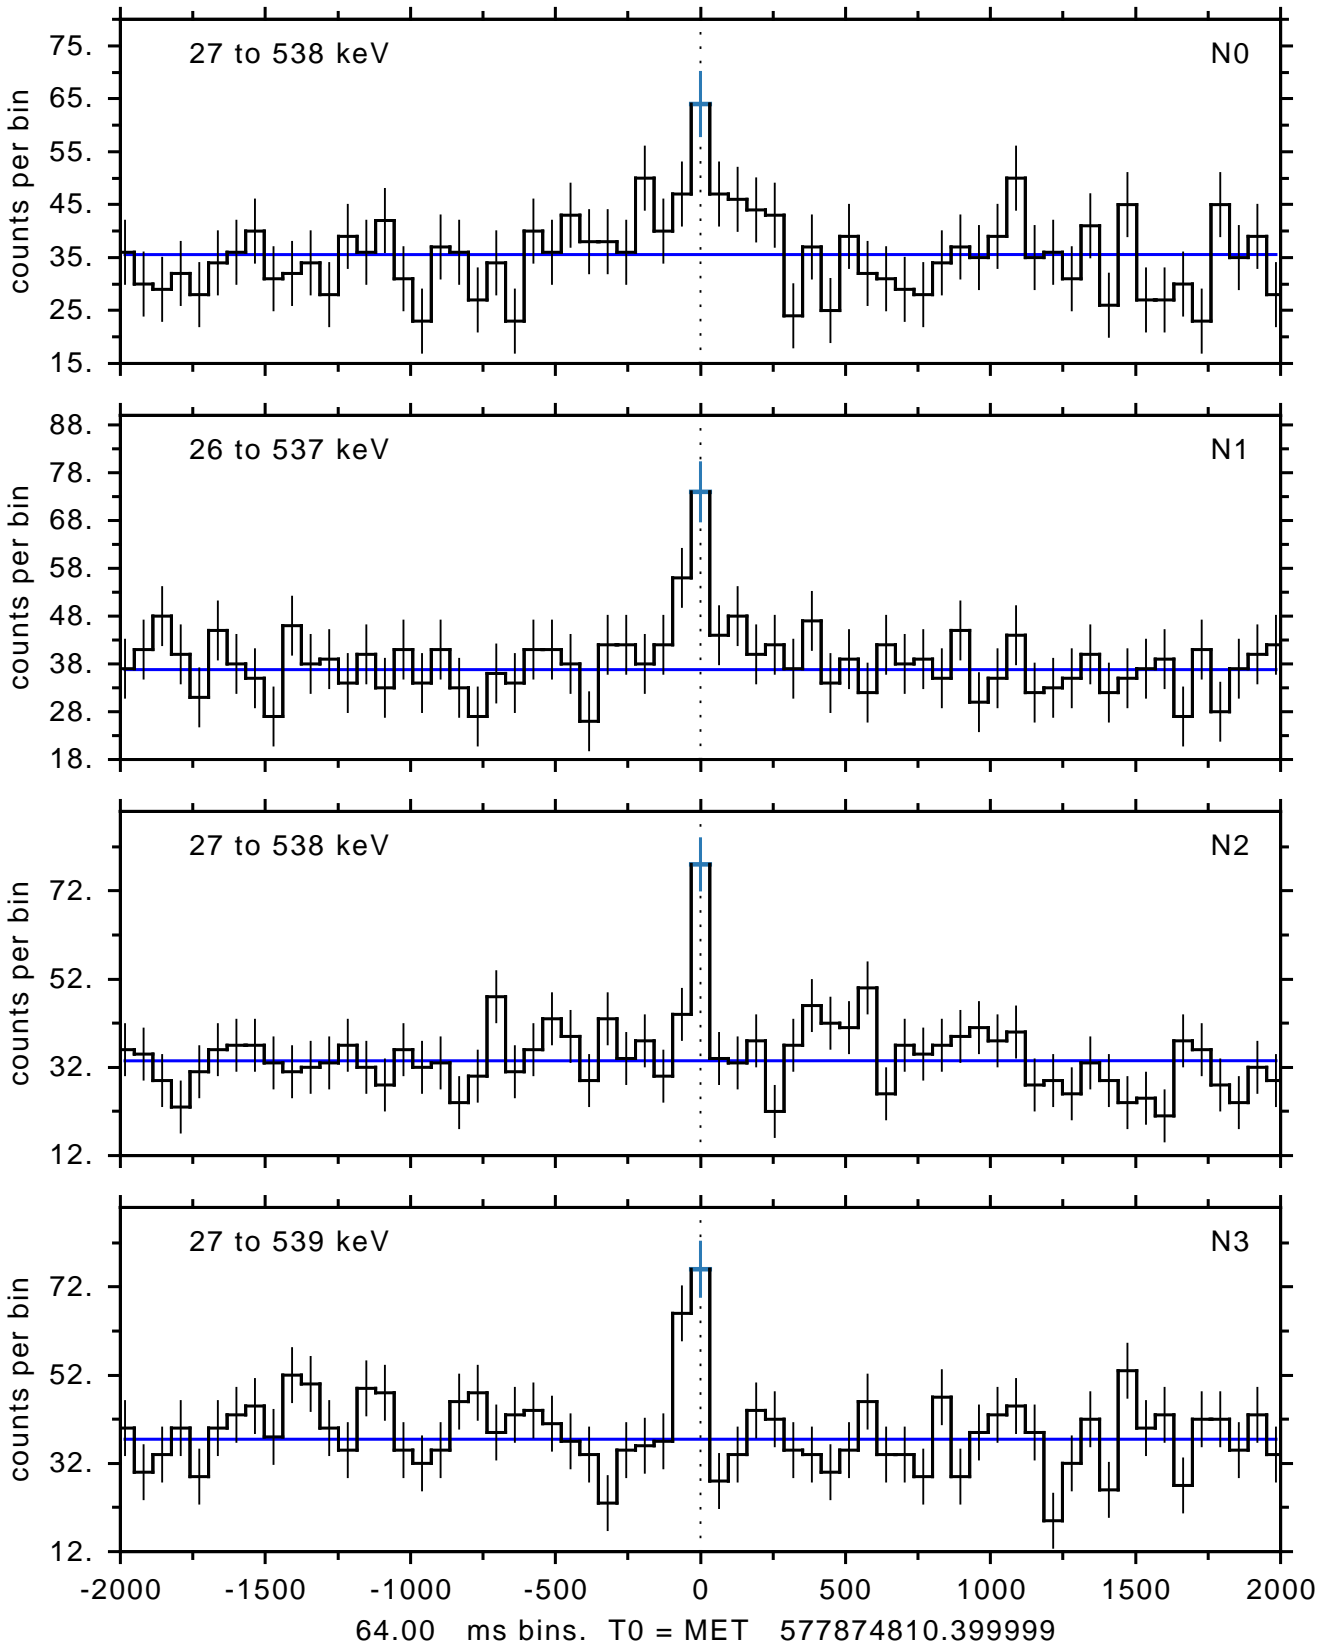 27 to 538 keV N0
75.
65.
55.
45.
35.
25.
15.
counts per bin
26 to 537 keV N1
88.
78.
68.
58.
48.
38.
28.
18.
counts per bin
27 to 538 keV N2
72.
52.
32.
12.
counts per bin
27 to 539 keV N3
72.
52.
32.
12.
counts per bin
-2000 -1500 -1000 -500 0 500 1000 1500 2000
64.00 ms bins. T0 = MET 577874810.399999